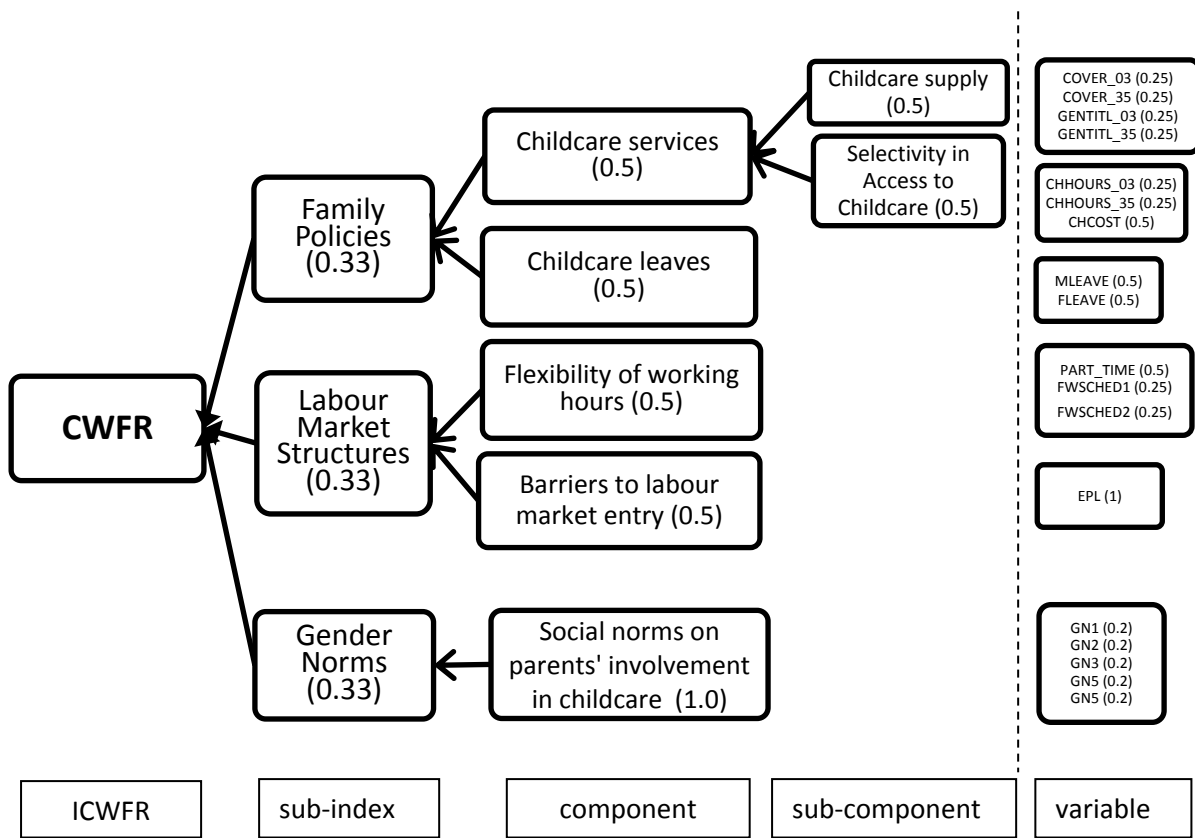 CWFR
Family
Policies
(0.33)
Labour
Market
Structures
(0.33)
Gender
Norms
(0.33)
Childcare services
(0.5)
Childcare leaves
(0.5)
Flexibility of working
hours (0.5)
Barriers to labour
market entry (0.5)
Social norms on
parents' involvement
in childcare (1.0)
Childcare supply
(0.5)
Selectivity in
Access to
Childcare (0.5)
COVER_03 (0.25)
COVER_35 (0.25)
GENTITL_03 (0.25)
GENTITL_35 (0.25)
CHHOURS_03 (0.25)
CHHOURS_35 (0.25)
CHCOST (0.5)
MLEAVE (0.5)
FLEAVE (0.5)
PART_TIME (0.5)
FWSCHED1 (0.25)
FWSCHED2 (0.25)
EPL (1)
GN1 (0.2)
GN2 (0.2)
GN3 (0.2)
GN5 (0.2)
GN5 (0.2)
ICWFR
sub-index
component
sub-component
variable